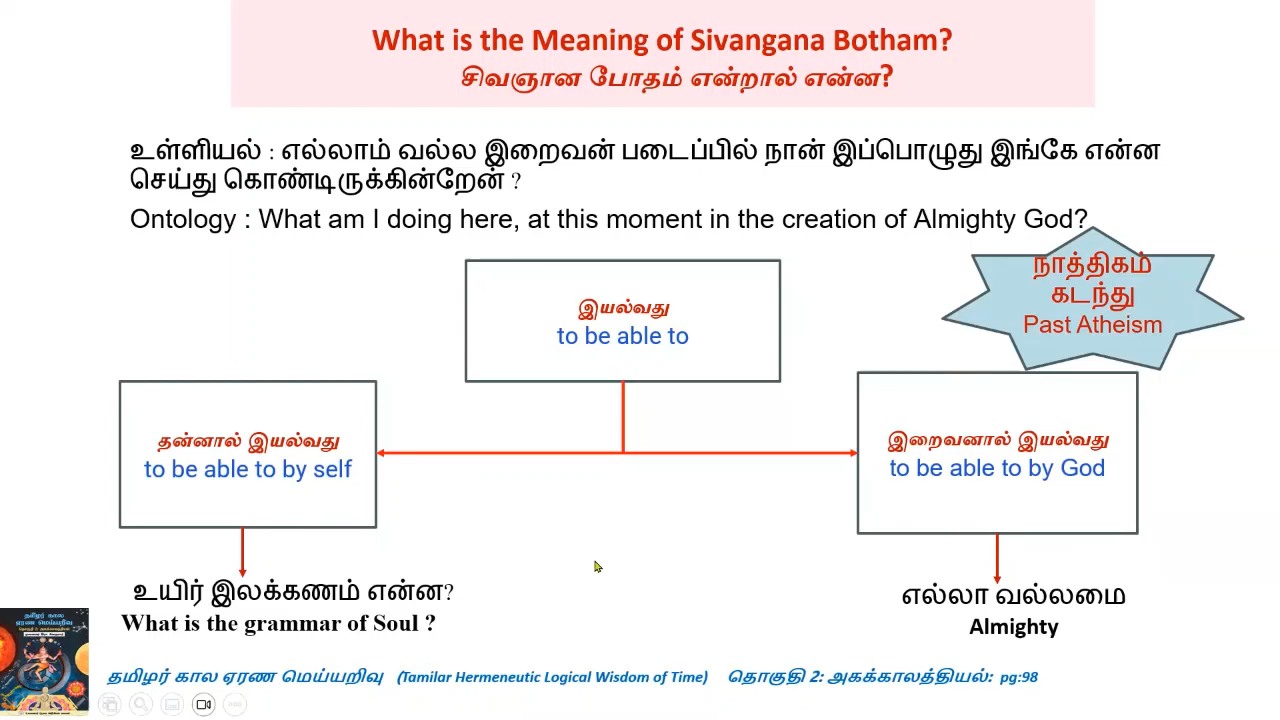 What is the Meaning of Sivangana Botham?
சிவஞான போதம் என்றால் என்ன?
உள்ளியல் : எல்லாம் வல்ல இறைவன் படைப்பில் நான் இப்பொழுது இங்கே என்ன
செய்து கொண்டிருக்கின்றேன் ?
Ontology : What am I doing here, at this moment in the creation of Almighty God?
நாத்திகம்
கடந்து
Past Atheism
இயல்வது
to be able to
தன்னால் இயல்வது
to be able to by self
இறைவனால் இயல்வது
to be able to by God
உயிர் இலக்கணம் என்ன?
What is the grammar of Soul ?
எல்லா வல்லமை
Almighty
தமிழர் கால ஏரண மெய்யறிவு (Tamilar Hermeneutic Logical Wisdom of Time) தொகுதி 2: அகக்காலத்தியல்: pg:98